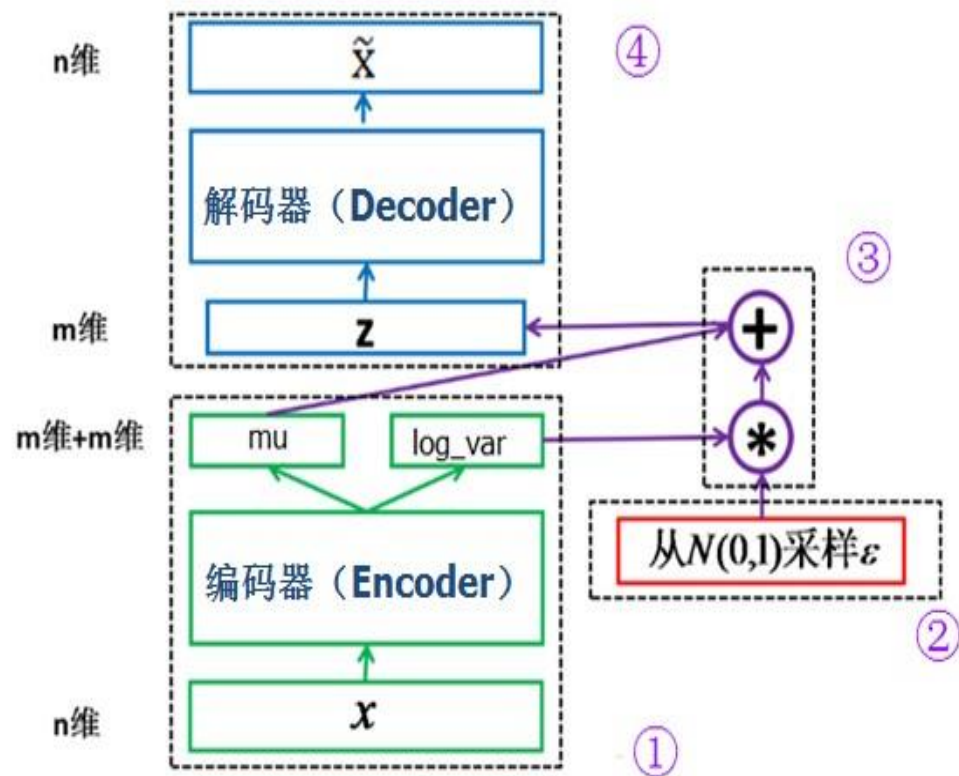 n维
X̃
④
解码器（Decoder）
③
m维
z
+
m维+m维
mu
log_var
*
从N(0,1)采样ε
编码器（Encoder）
②
n维
x
①